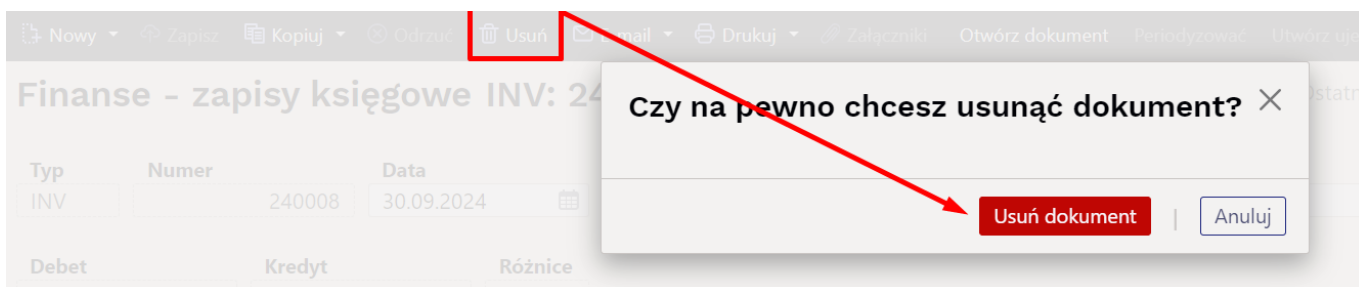 Nowy Zapisz Kopiuj Odrzuć Usuń E-mail Drukuj Załączniki Otwórz dokument Periodyzować
Finanse - zapisy księgowe INV: 24
Czy na pewno chcesz usunąć dokument?
Typ Numer Data
INV 240008 30.09.2024
Usuń dokument | Anuluj
Debet Kredyt Różnice